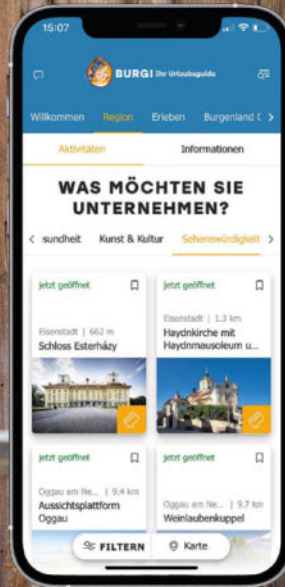 15:07
BURGI Ihr Urlaubsguide
Willkommen Region Erleben Burgenland C
Aktivitäten Informationen
WAS MÖCHTEN SIE
UNTERNEHMEN?
sundheit Kunst & Kultur Sehenswürdigkeit
jetzt geöffnet
Eisenstadt | 662 m
Schloss Esterházy
jetzt geöffnet
Eisenstadt | 1.3 km
Haydnkirche mit
Haydnmausoleum u...
jetzt geöffnet
Oggau am Ne... | 9.4 km
Aussichtsplattform
Oggau
jetzt geöffnet
Oggau am Ne... | 9.7 km
Weinlaubenkuppel
FILTERN Karte